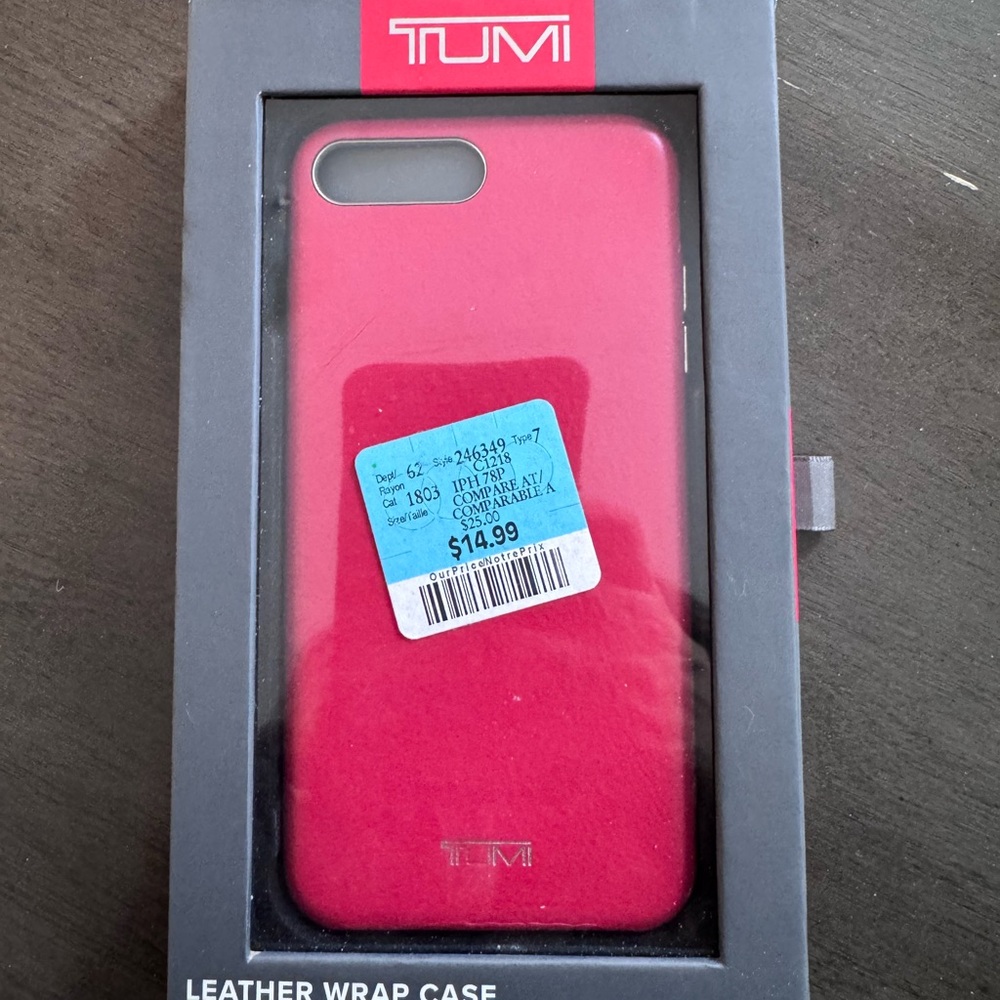 TUMI
Dept/ 62 Style 246349 Type 7
Rayon C1218
Cat 1803 IPH 78P
Size/Taille COMPARE AT/
COMPARABLE A
$25.00
$14.99
OurPrice/NotrePrix
TUMI
LEATHER WRAP CASE